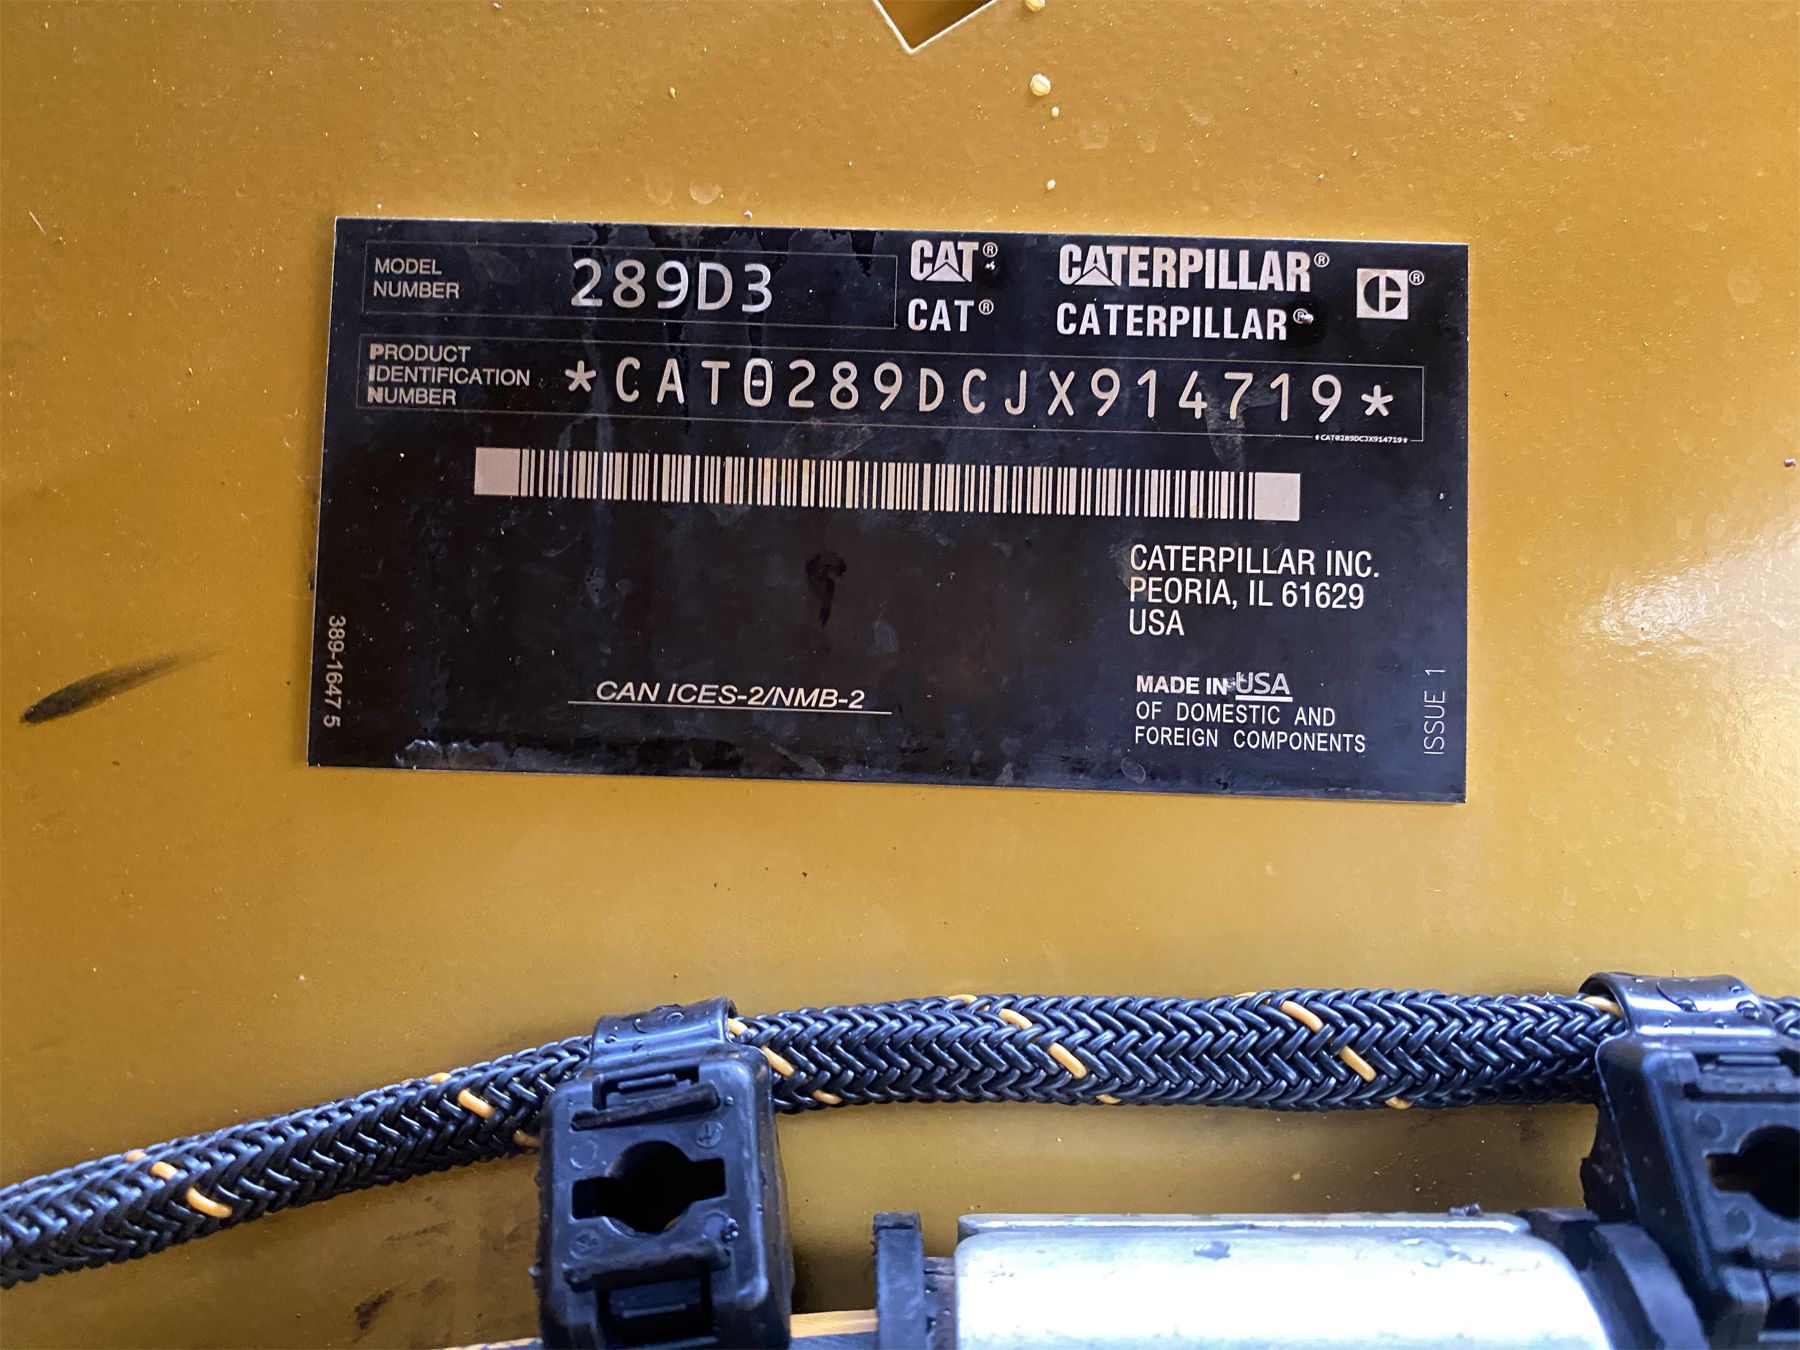 MODEL
NUMBER
289D3
CAT®
CAT®
CATERPILLAR®
CATERPILLAR®
®
PRODUCT
IDENTIFICATION
NUMBER
*CAT0289DCJX914719*
*CAT0289DCJX914719*
CATERPILLAR INC.
PEORIA, IL 61629
USA
CAN ICES-2/NMB-2
MADE IN USA
OF DOMESTIC AND
FOREIGN COMPONENTS
389-1647 5
ISSUE 1